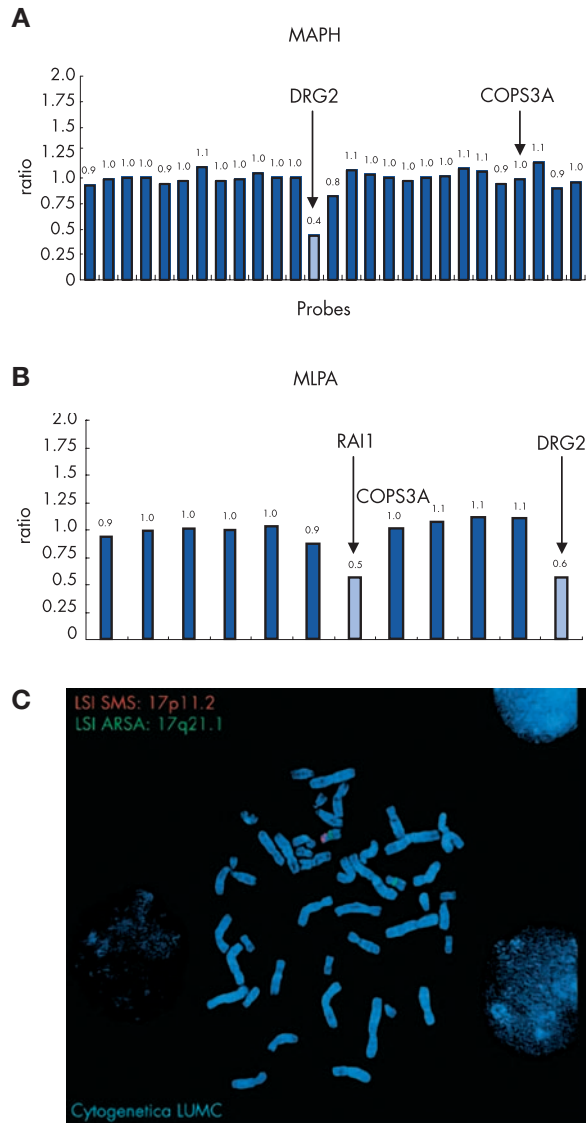 A
MAPH
DRG2 COPS3A
2.0
1.75
1.5
1.25
1.0
0.75
0.5
0.25
0
ratio
0.9 1.0 1.0 1.0 0.9 1.0 1.1 1.0 1.0 1.0 1.0 1.0 0.4 0.8 1.1 1.0 1.0 1.0 1.0 1.0 1.1 1.1 0.9 1.0 1.1 0.9 1.0
Probes
B
MLPA
RAI1 DRG2
COPS3A
2.0
1.75
1.5
1.25
1.0
0.75
0.5
0.25
0
ratio
0.9 1.0 1.0 1.0 1.0 0.9 0.5 1.0 1.1 1.1 1.1 0.6
C
LSI SMS: 17p11.2
LSI ARSA: 17q21.1
Cytogenetica LUMC